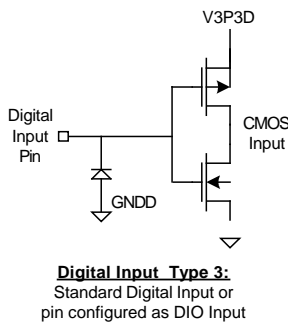 V3P3D
Digital
Input
Pin
CMOS
Input
GNDD
Digital Input Type 3:
Standard Digital Input or
pin configured as DIO Input